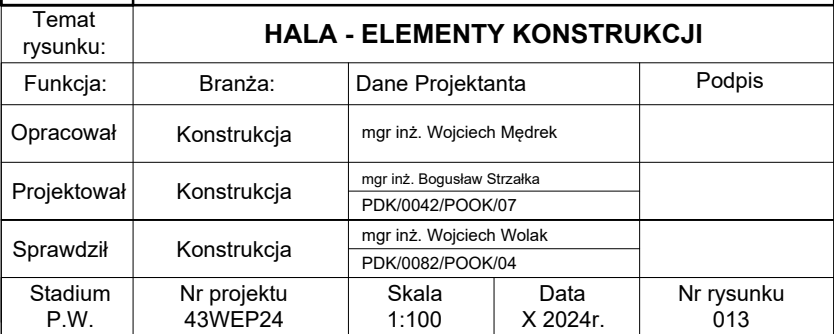 Temat
rysunku:
HALA - ELEMENTY KONSTRUKCJI
Funkcja:
Branża:
Dane Projektanta
Podpis
Opracował
Konstrukcja
mgr inż. Wojciech Mędrek
Projektował
Konstrukcja
mgr inż. Bogusław Strzałka
PDK/0042/POOK/07
Sprawdził
Konstrukcja
mgr inż. Wojciech Wolak
PDK/0082/POOK/04
Stadium
P.W.
Nr projektu
43WEP24
Skala
1:100
Data
X 2024r.
Nr rysunku
013